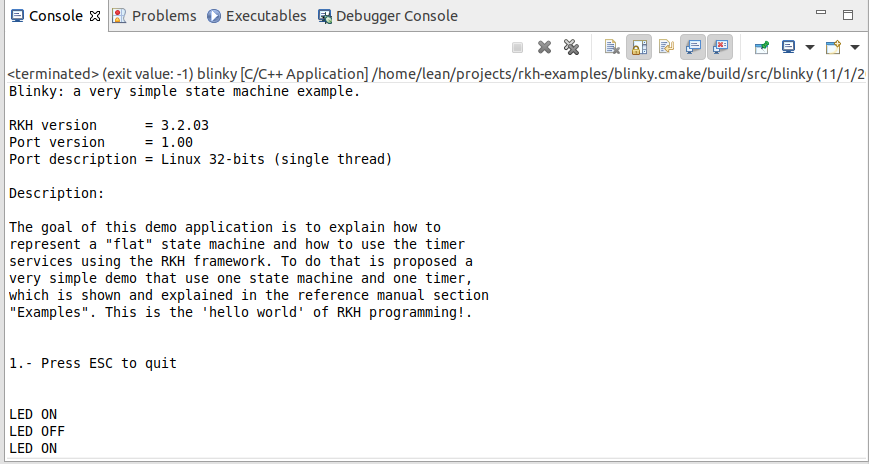 Console Problems Executables Debugger Console
<terminated> (exit value: -1) blinky [C/C++ Application] /home/lean/projects/rkh-examples/blinky.cmake/build/src/blinky (11/1/2
Blinky: a very simple state machine example.
RKH version = 3.2.03
Port version = 1.00
Port description = Linux 32-bits (single thread)
Description:
The goal of this demo application is to explain how to
represent a "flat" state machine and how to use the timer
services using the RKH framework. To do that is proposed a
very simple demo that use one state machine and one timer,
which is shown and explained in the reference manual section
"Examples". This is the 'hello world' of RKH programming!.
1.- Press ESC to quit
LED ON
LED OFF
LED ON